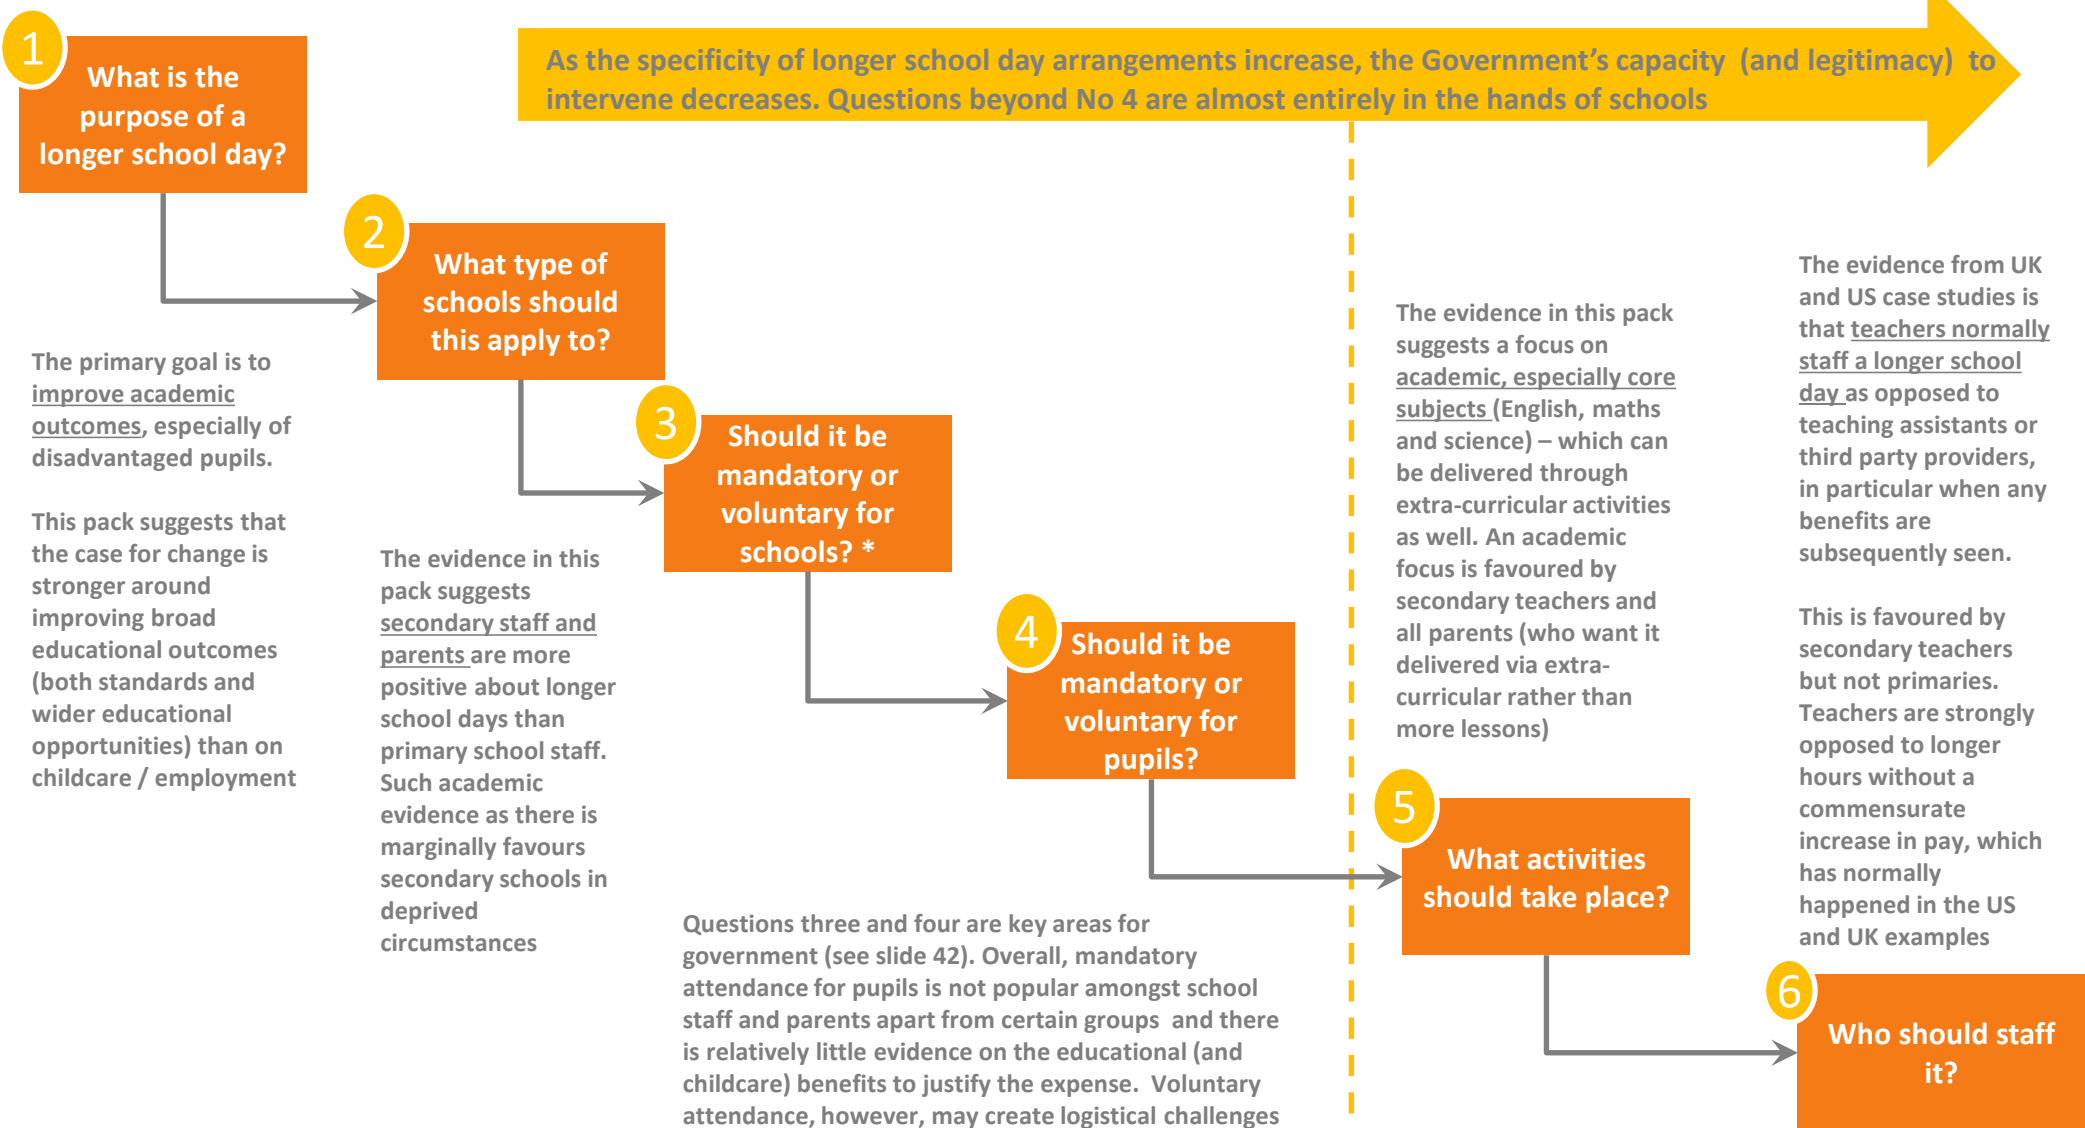 1
What is the
purpose of a
longer school day?
As the specificity of longer school day arrangements increase, the Government's capacity  (and legitimacy)  to
intervene decreases. Questions beyond No 4 are almost entirely in the hands of schools
The primary goal is to
improve academic
outcomes, especially of
disadvantaged pupils.
This pack suggests that
the case for change is
stronger around
improving broad
educational outcomes
(both standards and
wider educational
opportunities) than on
childcare / employment
2
What type of
schools should
this apply to?
The evidence in this
pack suggests
secondary staff and
parents are more
positive about longer
school days than
primary school staff.
Such academic
evidence as there is
marginally favours
secondary schools in
deprived
circumstances
3
Should it be
mandatory or
voluntary for
schools? *
4
Should it be
mandatory or
voluntary for
pupils?
Questions three and four are key areas for
government (see slide 42). Overall, mandatory
attendance for pupils is not popular amongst school
staff and parents apart from certain groups  and there
is relatively little evidence on the educational (and
childcare) benefits to justify the expense.  Voluntary
attendance, however, may create logistical challenges
The evidence in this pack
suggests a focus on
academic, especially core
subjects (English, maths
and science) – which can
be delivered through
extra-curricular activities
as well. An academic
focus is favoured by
secondary teachers and
all parents (who want it
delivered via extra-
curricular rather than
more lessons)
5
What activities
should take place?
The evidence from UK
and US case studies is
that teachers normally
staff a longer school
day as opposed to
teaching assistants or
third party providers,
in particular when any
benefits are
subsequently seen.
This is favoured by
secondary teachers
but not primaries.
Teachers are strongly
opposed to longer
hours without a
commensurate
increase in pay, which
has normally
happened in the US
and UK examples
6
Who should staff
it?